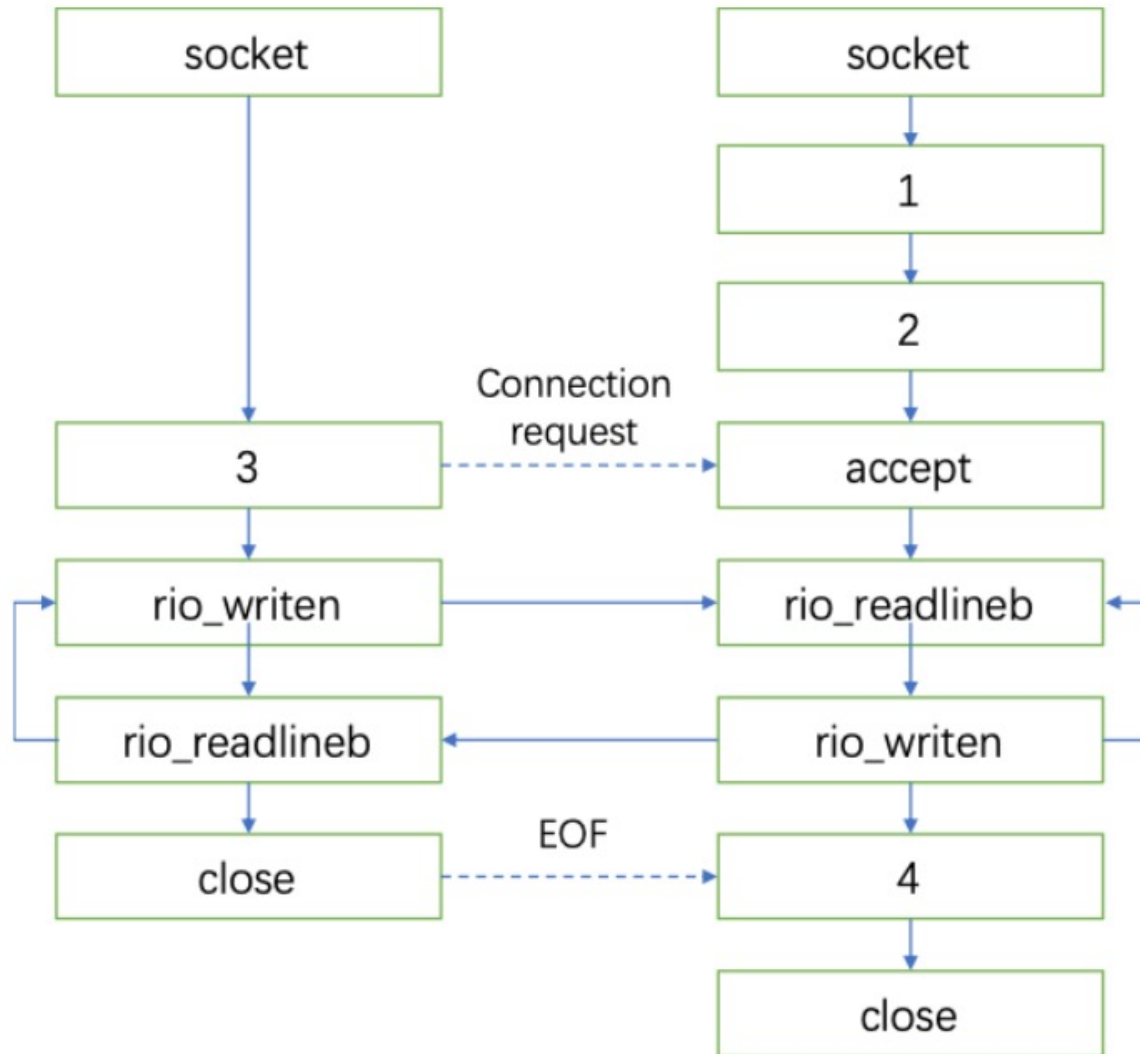 socket
socket
1
2
Connection
request
3
accept
rio_writen
rio_readlineb
rio_readlineb
rio_writen
EOF
close
4
close